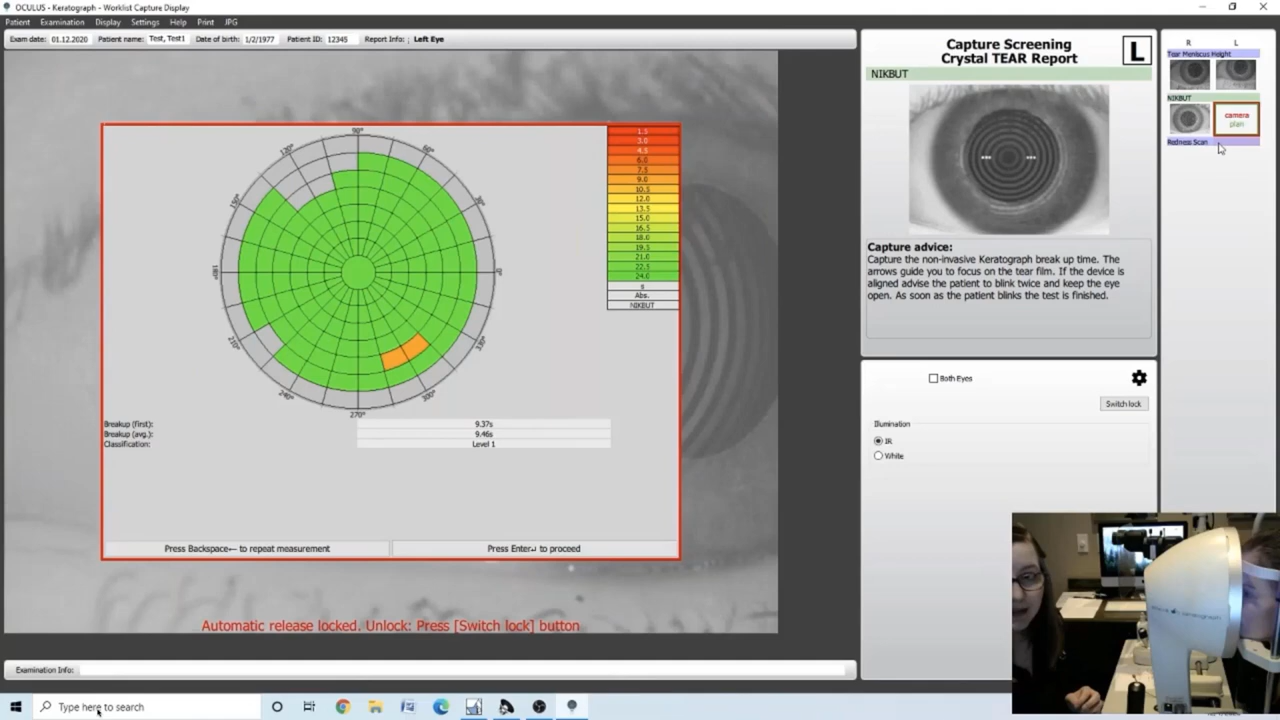 OCULUS - Keratograph - Worklist Capture Display
Patient Examination Display Settings Help Print JPG
Exam date: 01.12.2020 Patient name: Test, Test1 Date of birth: 1/2/1977 Patient ID: 12345 Report Info: ; Left Eye
90°
60°
120°
150°
180°
0°
210°
240°
270°
300°
330°
1.5
3.0
4.5
6.0
7.5
9.0
10.5
12.0
13.5
15.0
16.5
18.0
19.5
21.0
22.5
24.0
s
Abs.
NIKBUT
Breakup (first): 9.37s
Breakup (avg.): 9.46s
Classification: Level 1
Press Backspace← to repeat measurement
Press Enter↵ to proceed
Automatic release locked. Unlock: Press [Switch lock] button
Examination Info:
Capture Screening
Crystal TEAR Report
L
NIKBUT
Capture advice:
Capture the non-invasive Keratograph break up time. The
arrows guide you to focus on the tear film. If the device is
aligned advise the patient to blink twice and keep the eye
open. As soon as the patient blinks the test is finished.
Both Eyes
Switch lock
Illumination
IR
White
R L
Tear Meniscus Height
NIKBUT
camera
plan
Redness Scan
Type here to search